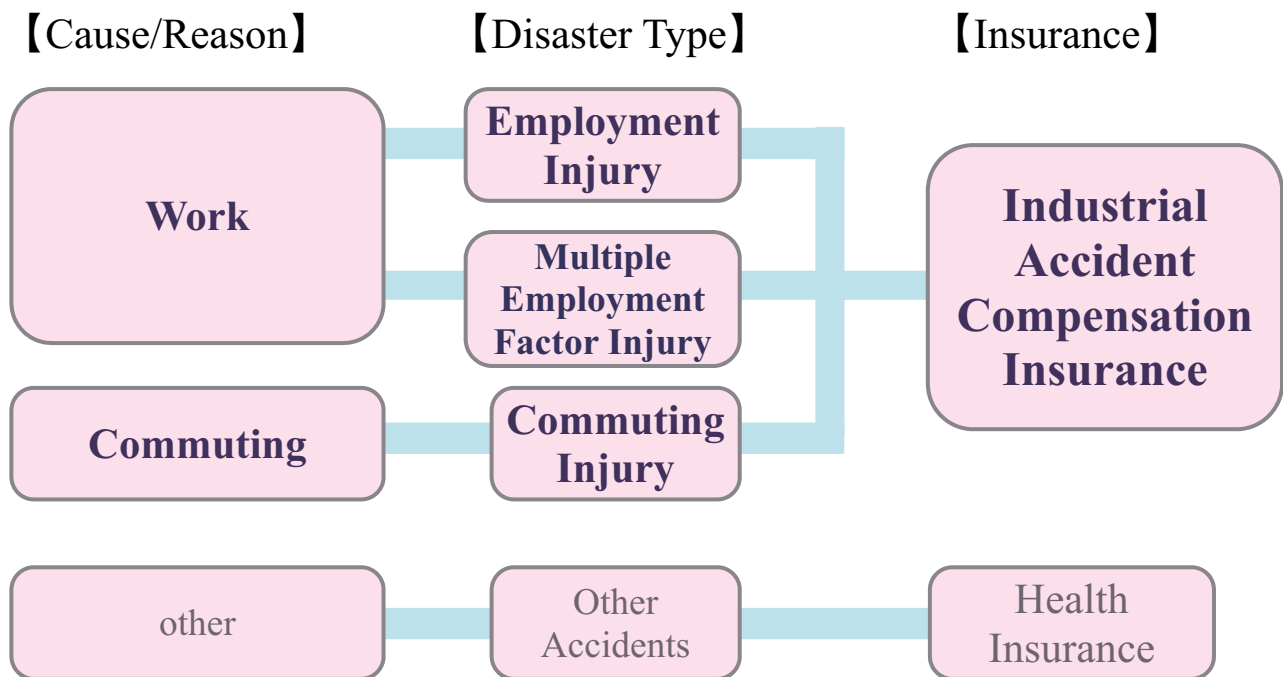 【Cause/Reason】
【Disaster Type】
【Insurance】
Work
Employment
Injury
Multiple
Employment
Factor Injury
Industrial
Accident
Compensation
Insurance
Commuting
Commuting
Injury
other
Other
Accidents
Health
Insurance